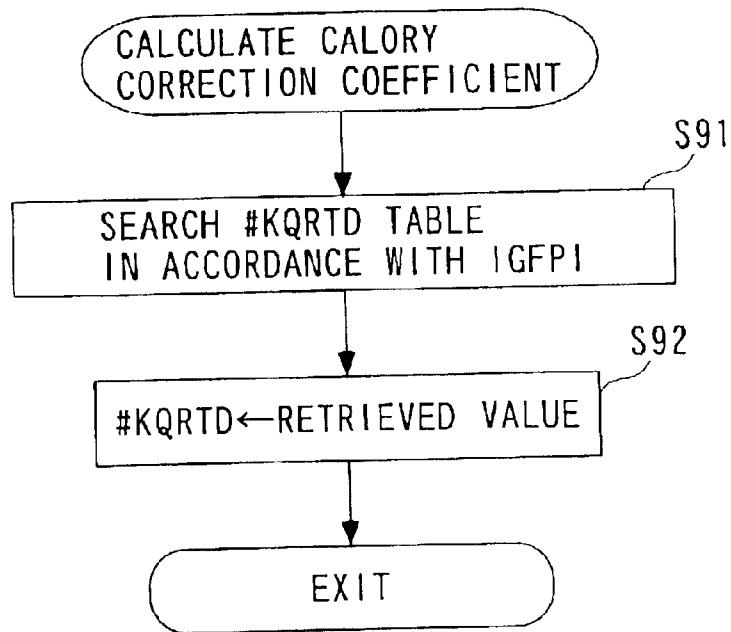 CALCULATE CALORY
CORRECTION COEFFICIENT
S91
SEARCH #KQRTD TABLE
IN ACCORDANCE WITH IGFPI
S92
#KQRTD←RETRIEVED VALUE
EXIT